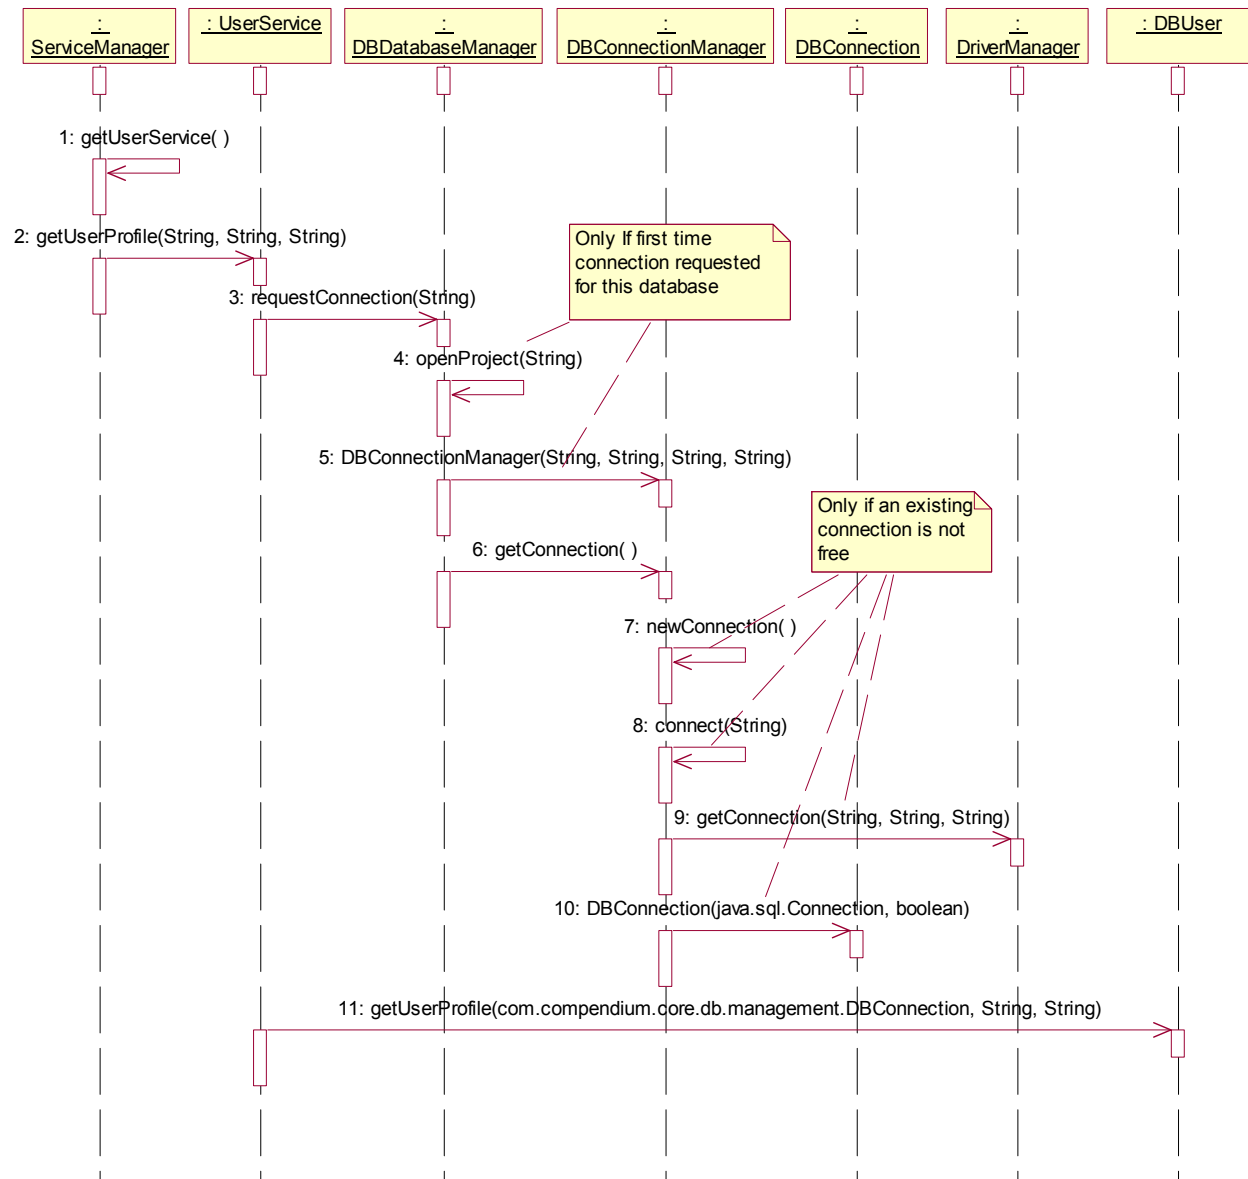 :
ServiceManager
: UserService
:
DBDatabaseManager
:
DBConnectionManager
:
DBConnection
:
DriverManager
: DBUser
1: getUserService( )
2: getUserProfile(String, String, String)
Only If first time
connection requested
for this database
3: requestConnection(String)
4: openProject(String)
5: DBConnectionManager(String, String, String, String)
Only if an existing
connection is not
free
6: getConnection( )
7: newConnection( )
8: connect(String)
9: getConnection(String, String, String)
10: DBConnection(java.sql.Connection, boolean)
11: getUserProfile(com.compendium.core.db.management.DBConnection, String, String)